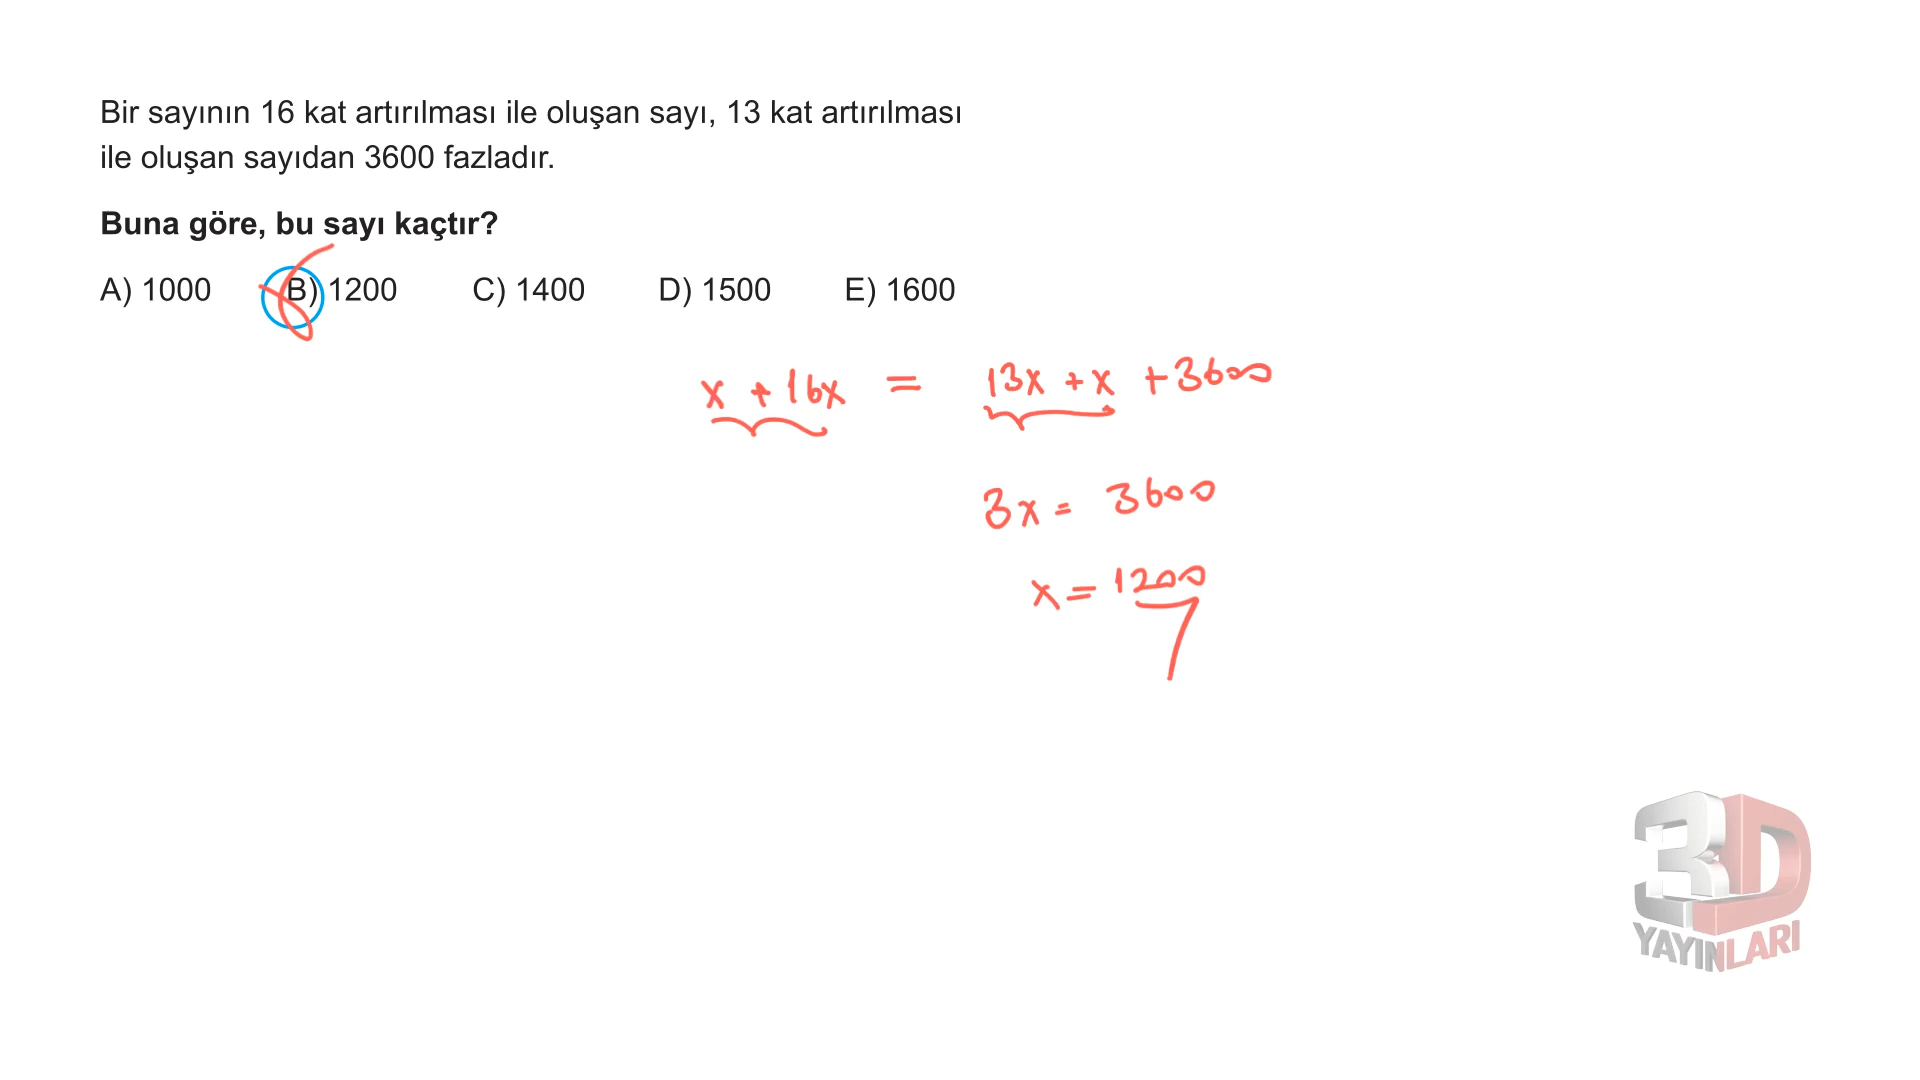 Bir sayının 16 kat artırılması ile oluşan sayı, 13 kat artırılması
ile oluşan sayıdan 3600 fazladır.
Buna göre, bu sayı kaçtır?
A) 1000 B) 1200 C) 1400 D) 1500 E) 1600
x + 16x = 13x + x + 3600
3x = 3600
x = 1200
3D
YAYINLARI